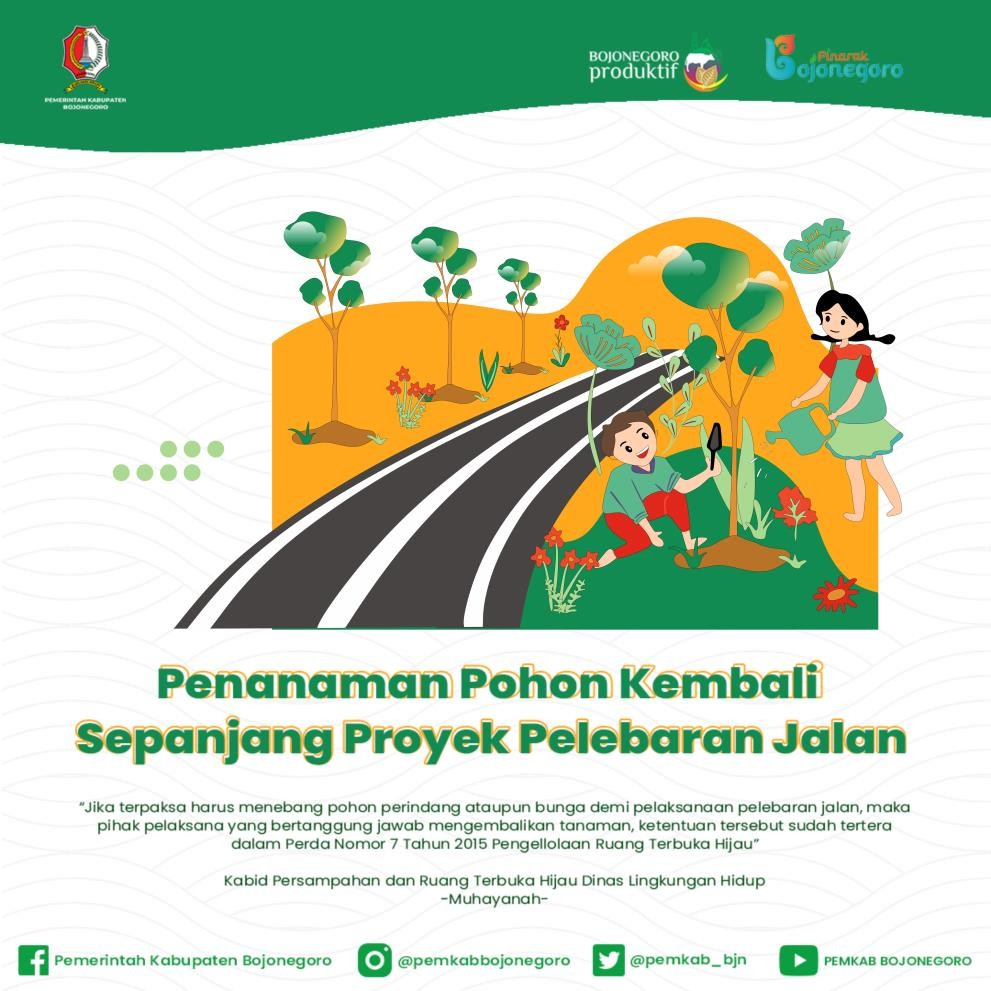 PEMERINTAH KABUPATEN
BOJONEGORO
BOJONEGORO
produktif
Pinarak
Bojonegoro
Penanaman Pohon Kembali
Sepanjang Proyek Pelebaran Jalan
“Jika terpaksa harus menebang pohon perindang ataupun bunga demi pelaksanaan pelebaran jalan, maka
pihak pelaksana yang bertanggung jawab mengembalikan tanaman, ketentuan tersebut sudah tertera
dalam Perda Nomor 7 Tahun 2015 Pengellolaan Ruang Terbuka Hijau”
Kabid Persampahan dan Ruang Terbuka Hijau Dinas Lingkungan Hidup
-Muhayanah-
Pemerintah Kabupaten Bojonegoro
@pemkabbojonegoro
@pemkab_bjn
PEMKAB BOJONEGORO